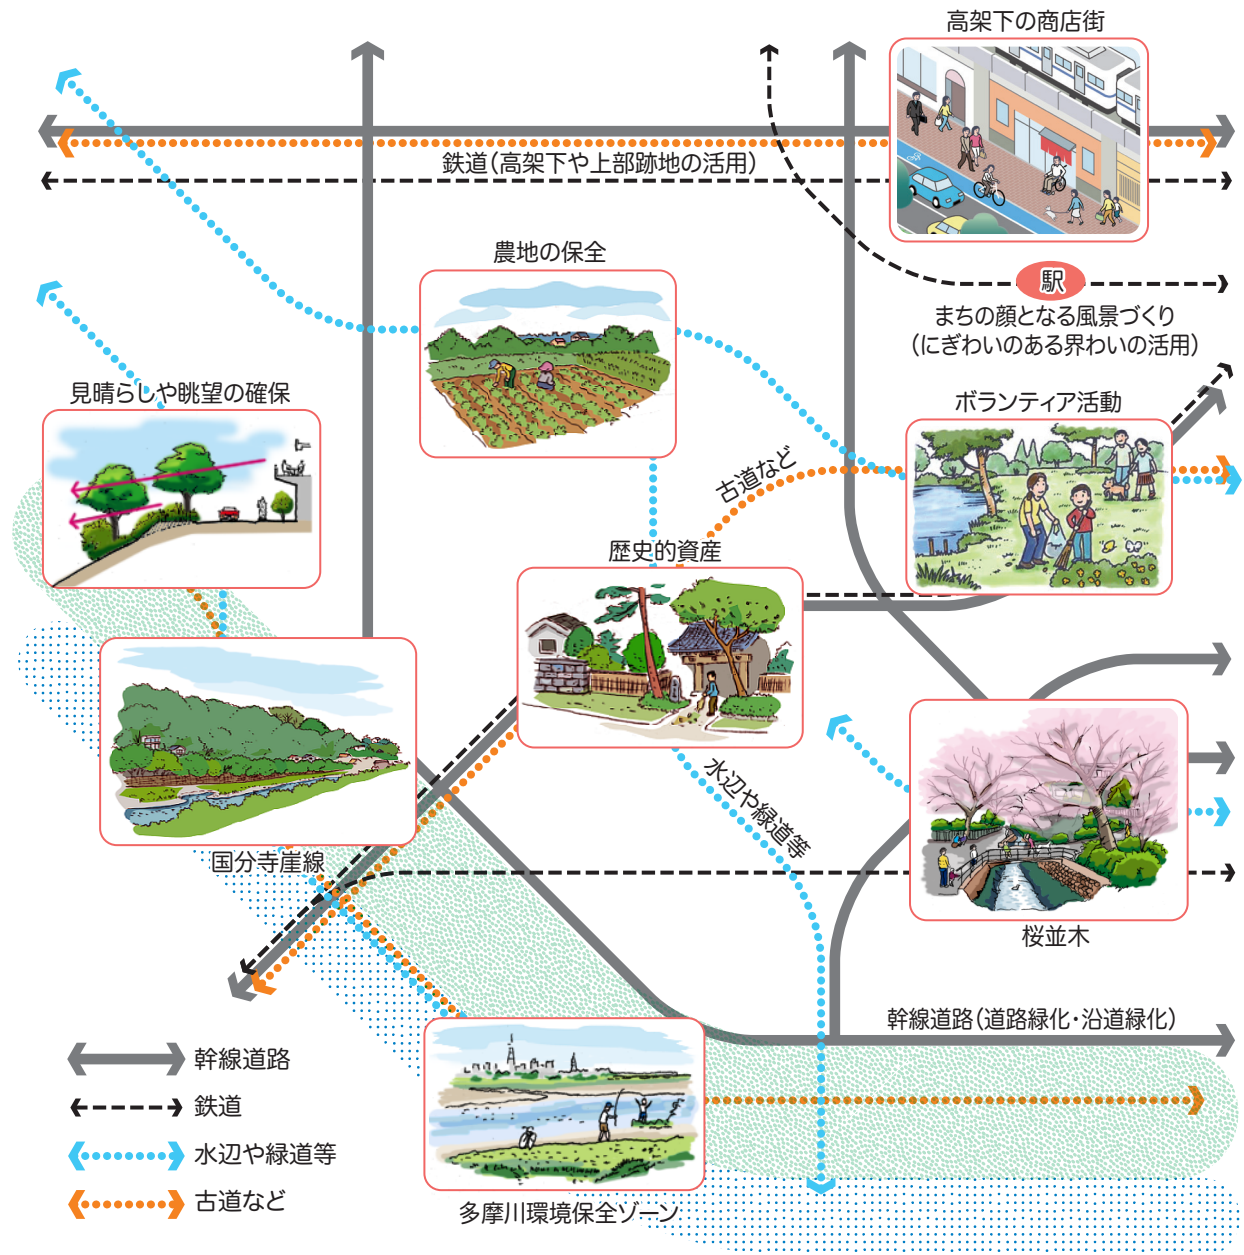 高架下の商店街
鉄道(高架下や上部跡地の活用)
農地の保全
駅
まちの顔となる風景づくり
(にぎわいのある界わいの活用)
見晴らしや眺望の確保
ボランティア活動
古道など
歴史的資産
水辺や緑道等
国分寺崖線
桜並木
幹線道路(道路緑化・沿道緑化)
幹線道路
鉄道
水辺や緑道等
古道など
多摩川環境保全ゾーン